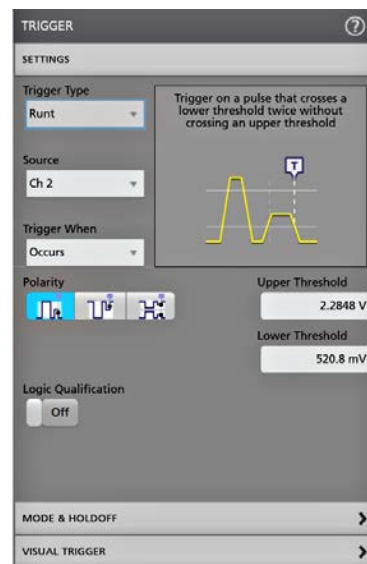 TRIGGER
?
SETTINGS
Trigger Type
Runt
Trigger on a pulse that crosses a
lower threshold twice without
crossing an upper threshold
T
Source
Ch 2
Trigger When
Occurs
Polarity
Upper Threshold
2.2848 V
Lower Threshold
520.8 mV
Logic Qualification
Off
MODE & HOLDOFF
VISUAL TRIGGER